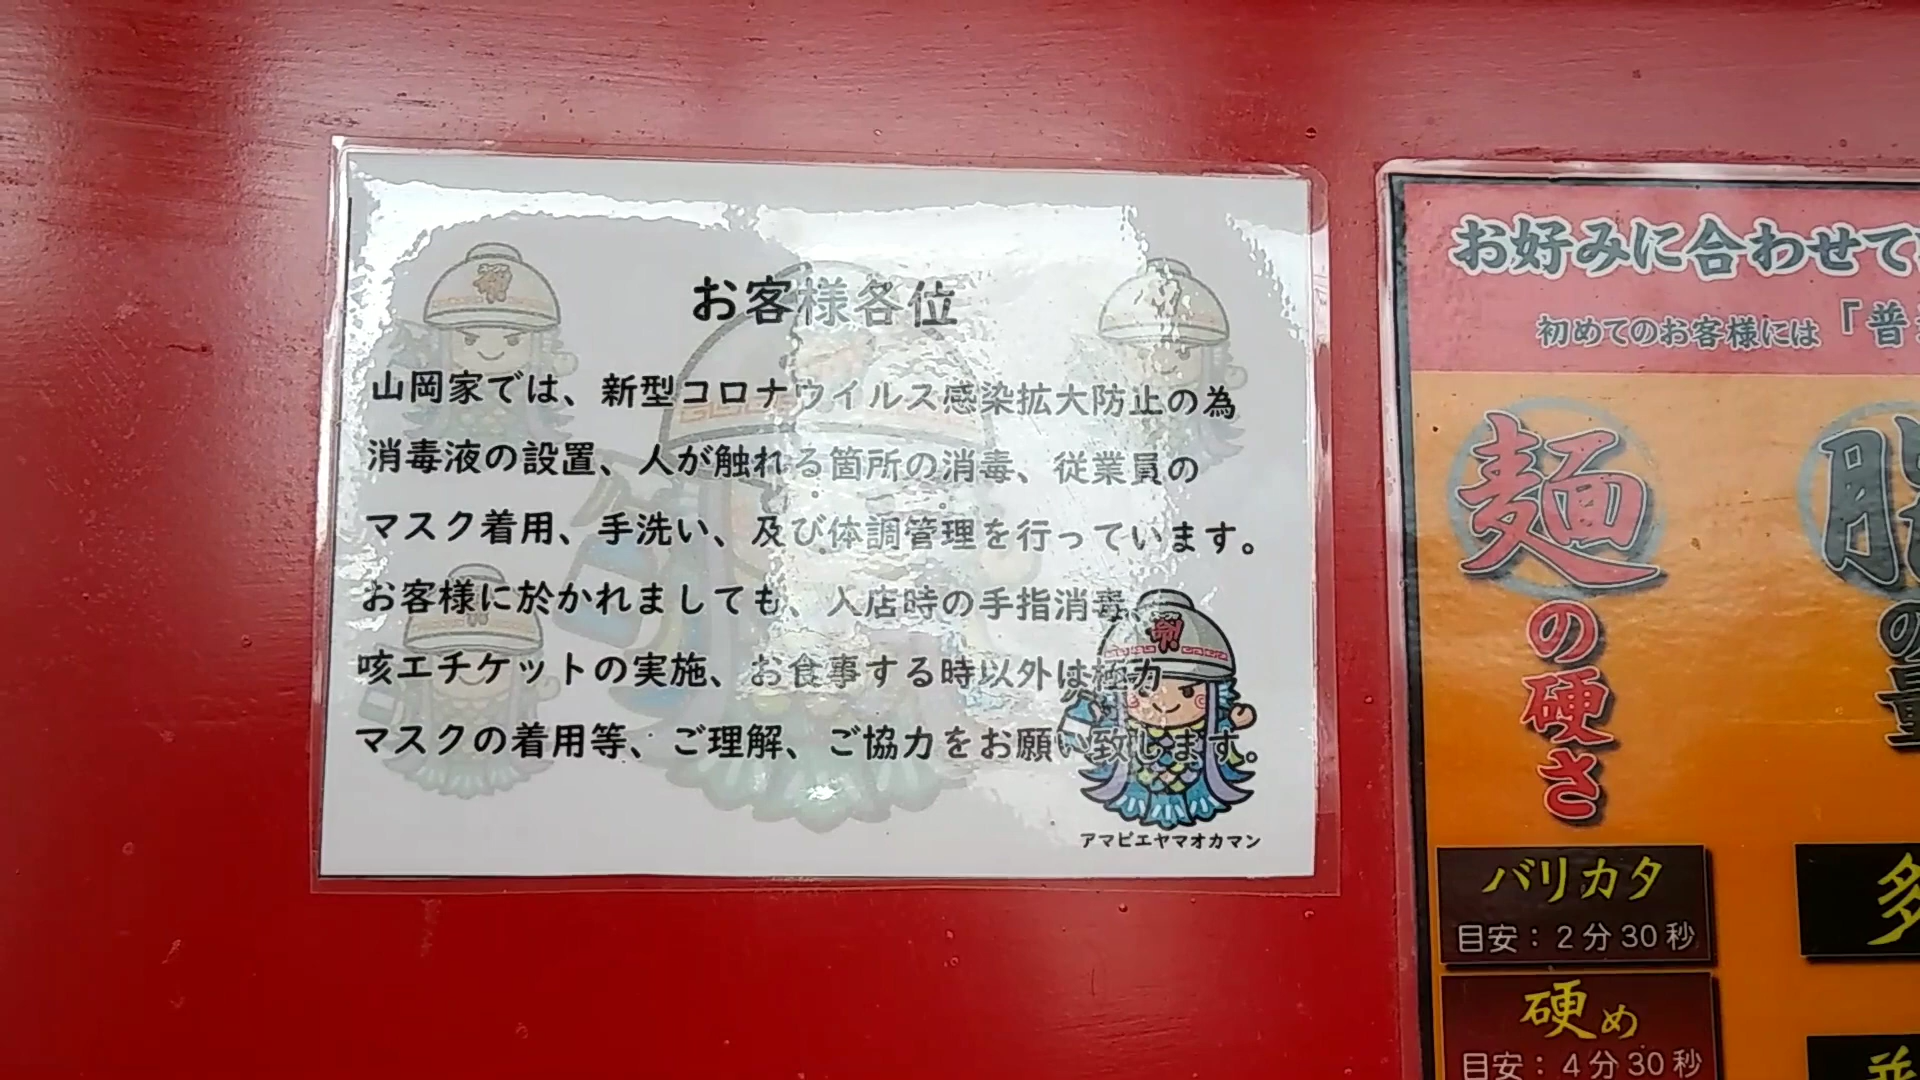 お客様各位
山岡家では、新型コロナウイルス感染拡大防止の為
消毒液の設置、人が触れる箇所の消毒、従業員の
マスク着用、手洗い、及び体調管理を行っています。
お客様に於かれましても、入店時の手指消毒、
咳エチケットの実施、お食事する時以外は極力
マスクの着用等、ご理解、ご協力をお願い致します。
アマビエヤマオカマン
お好みに合わせて
初めてのお客様には「普
麺の硬さ
バリカタ
目安：2分30秒
硬め
目安：4分30秒
脂の量
多
普